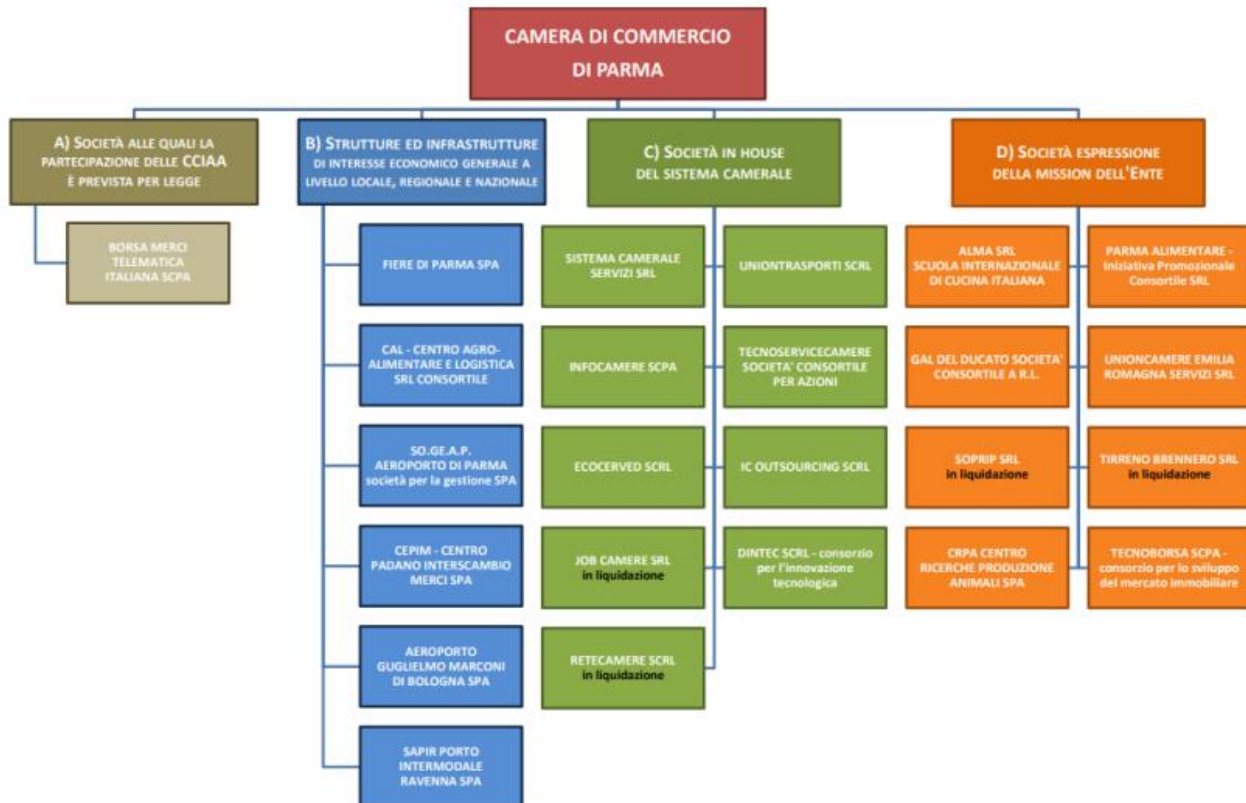 CAMERA DI COMMERCIO
DI PARMA
A) SOCIETÀ ALLE QUALI LA
PARTECIPAZIONE DELLE CCIAA
È PREVISTA PER LEGGE
BORSA MERCI
TELEMATICA
ITALIANA SCPA
B) STRUTTURE ED INFRASTRUTTURE
DI INTERESSE ECONOMICO GENERALE A
LIVELLO LOCALE, REGIONALE E NAZIONALE
FIERE DI PARMA SPA
CAL - CENTRO AGRO-
ALIMENTARE E LOGISTICA
SRL CONSORTILE
SO.GE.A.P.
AEROPORTO DI PARMA
società per la gestione SPA
CEPIM - CENTRO
PADANO INTERSCAMBIO
MERCI SPA
AEROPORTO
GUGLIELMO MARCONI
DI BOLOGNA SPA
SAPIR PORTO
INTERMODALE
RAVENNA SPA
C) SOCIETÀ IN HOUSE
DEL SISTEMA CAMERALE
SISTEMA CAMERALE
SERVIZI SRL
UNIONTRASPORTI SCRL
INFOCAMERE SCPA
TECNOSERVICECAMERE
SOCIETA' CONSORTILE
PER AZIONI
ECOCERVED SCRL
IC OUTSOURCING SCRL
JOB CAMERE SRL
in liquidazione
DINTEC SCRL - consorzio
per l'innovazione
tecnologica
RETECAMERE SCRL
in liquidazione
D) SOCIETÀ ESPRESSIONE
DELLA MISSION DELL'ENTE
ALMA SRL
SCUOLA INTERNAZIONALE
DI CUCINA ITALIANA
PARMA ALIMENTARE -
Iniziativa Promozionale
Consortile SRL
GAL DEL DUCATO SOCIETA'
CONSORTILE A R.L.
UNIONCAMERE EMILIA
ROMAGNA SERVIZI SRL
SOPRIP SRL
in liquidazione
TIRRENO BRENNERO SRL
in liquidazione
CRPA CENTRO
RICERCHE PRODUZIONE
ANIMALI SPA
TECNOBORSA SCPA -
consorzio per lo sviluppo
del mercato immobiliare